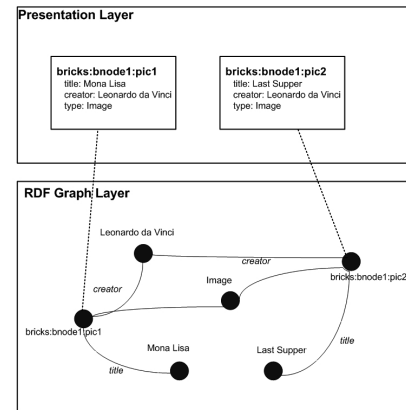 Presentation Layer
bricks:bnode1:pic1
title: Mona Lisa
creator: Leonardo da Vinci
type: Image
bricks:bnode1:pic2
title: Last Supper
creator: Leonardo da Vinci
type: Image
RDF Graph Layer
Leonardo da Vinci
creator
bricks:bnode1:pic2
Image
creator
bricks:bnode1:pic1
Mona Lisa
Last Supper
title
title